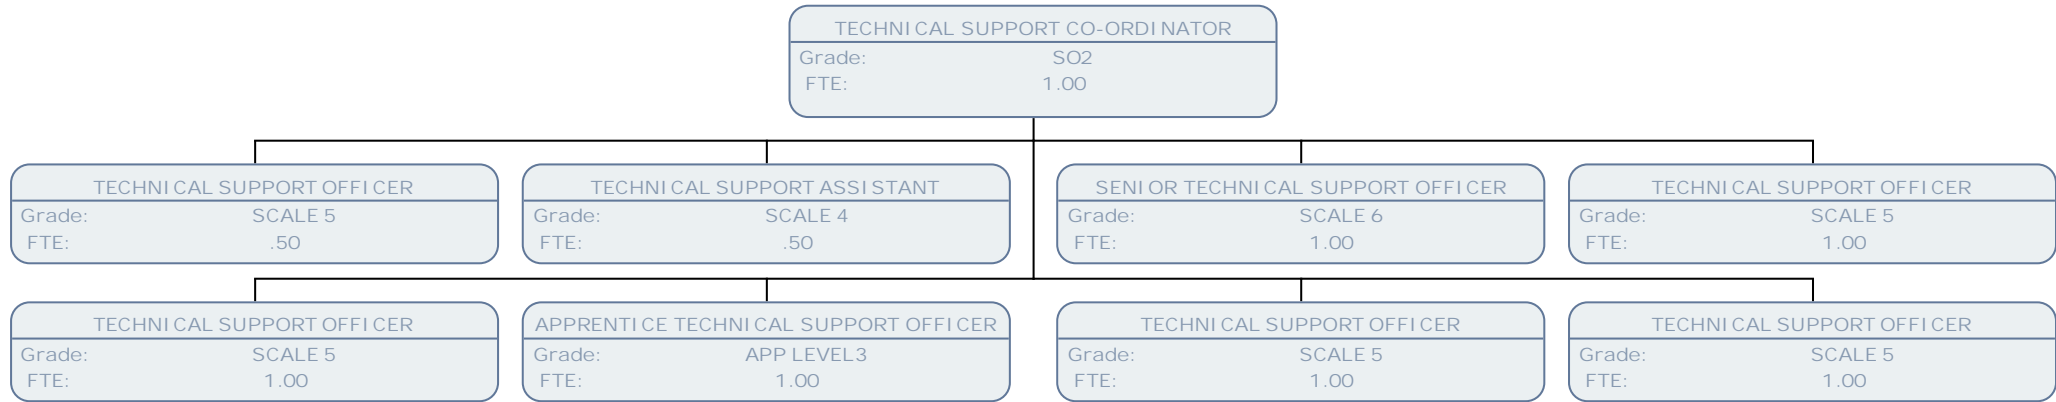 TECHNICAL SUPPORT CO-ORDINATOR
Grade: SO2
FTE: 1.00
TECHNICAL SUPPORT OFFICER
Grade: SCALE 5
FTE: .50
TECHNICAL SUPPORT ASSISTANT
Grade: SCALE 4
FTE: .50
SENIOR TECHNICAL SUPPORT OFFICER
Grade: SCALE 6
FTE: 1.00
TECHNICAL SUPPORT OFFICER
Grade: SCALE 5
FTE: 1.00
TECHNICAL SUPPORT OFFICER
Grade: SCALE 5
FTE: 1.00
APPRENTICE TECHNICAL SUPPORT OFFICER
Grade: APP LEVEL3
FTE: 1.00
TECHNICAL SUPPORT OFFICER
Grade: SCALE 5
FTE: 1.00
TECHNICAL SUPPORT OFFICER
Grade: SCALE 5
FTE: 1.00